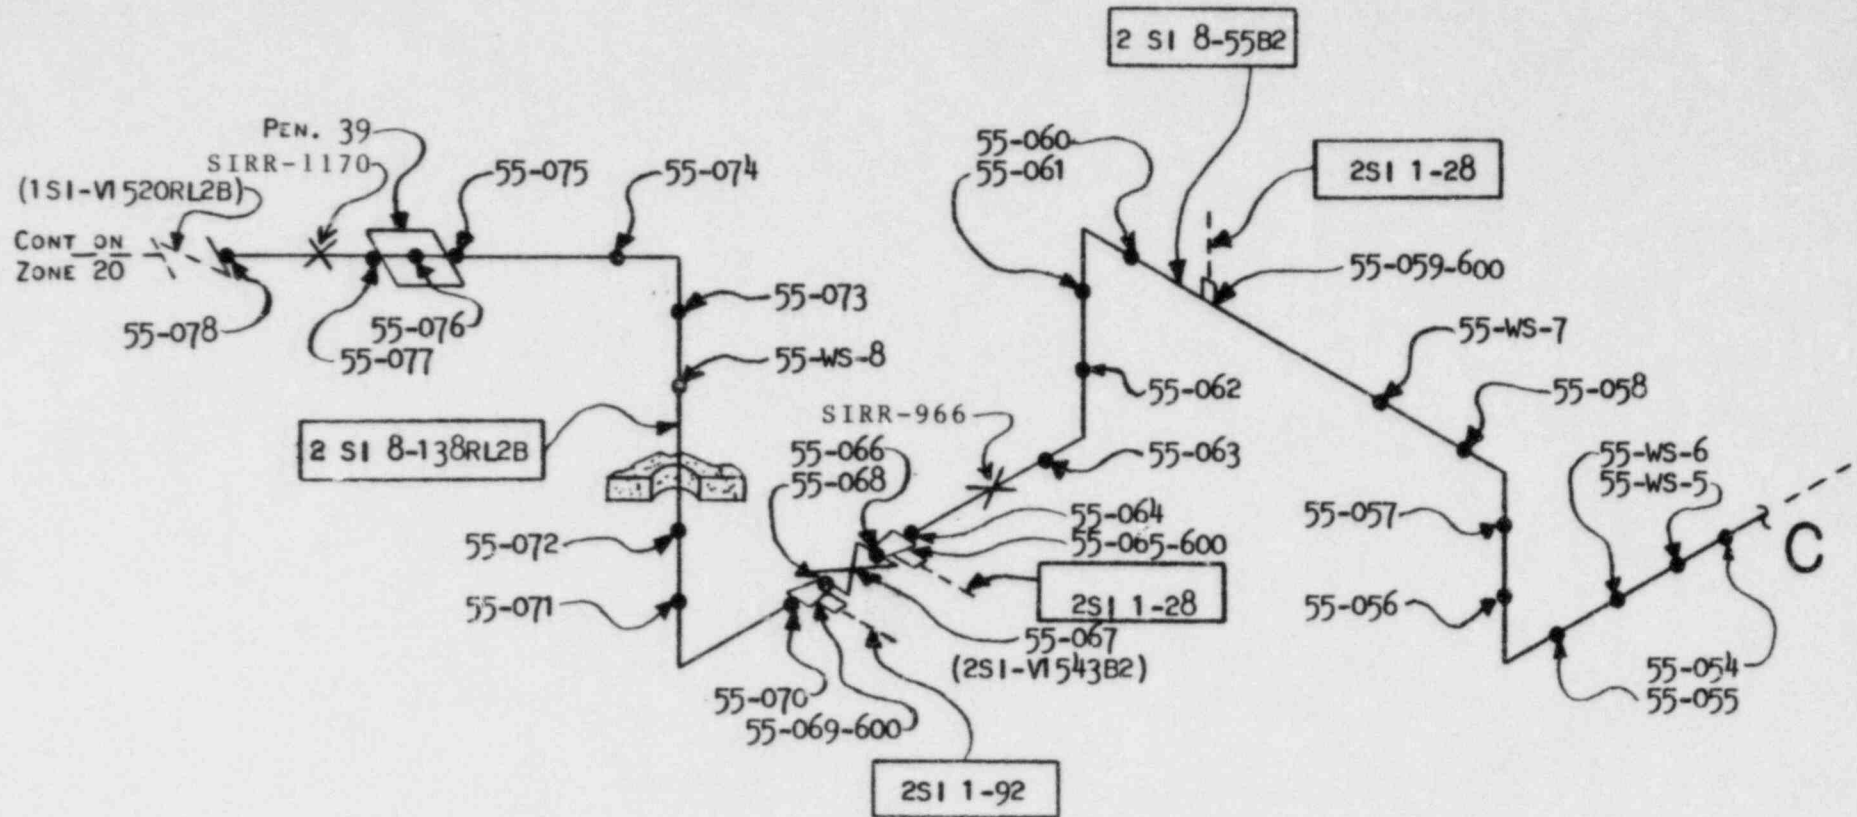 2 SI 8-55B2
PEN. 39
SIRR-1170
(1SI-V1520RL2B)
CONT ON
ZONE 20
55-075
55-074
55-060
55-061
2SI 1-28
55-059-600
55-078
55-076
55-077
55-073
55-WS-8
55-WS-7
55-062
55-058
SIRR-966
2 SI 8-138RL2B
55-066
55-068
55-063
55-WS-6
55-WS-5
55-064
55-065-600
55-057
55-072
C
2SI 1-28
55-071
55-056
55-067
(2SI-V1543B2)
55-054
55-055
55-070
55-069-600
2SI 1-92